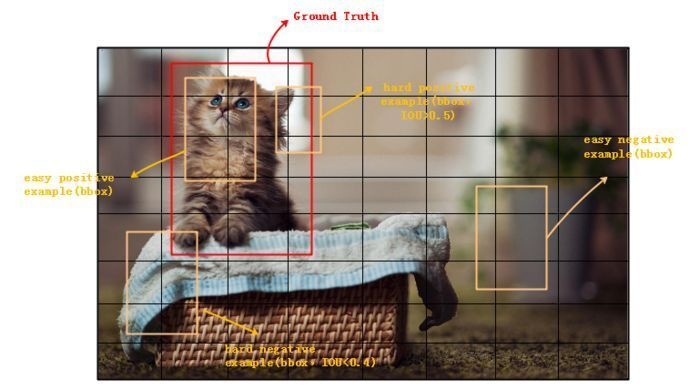 Ground Truth
hard positive
example(bbox,
IOU>0.5)
easy negative
example(bbox)
easy positive
example(bbox)
hard negative
example(bbox, IOU<0.4)